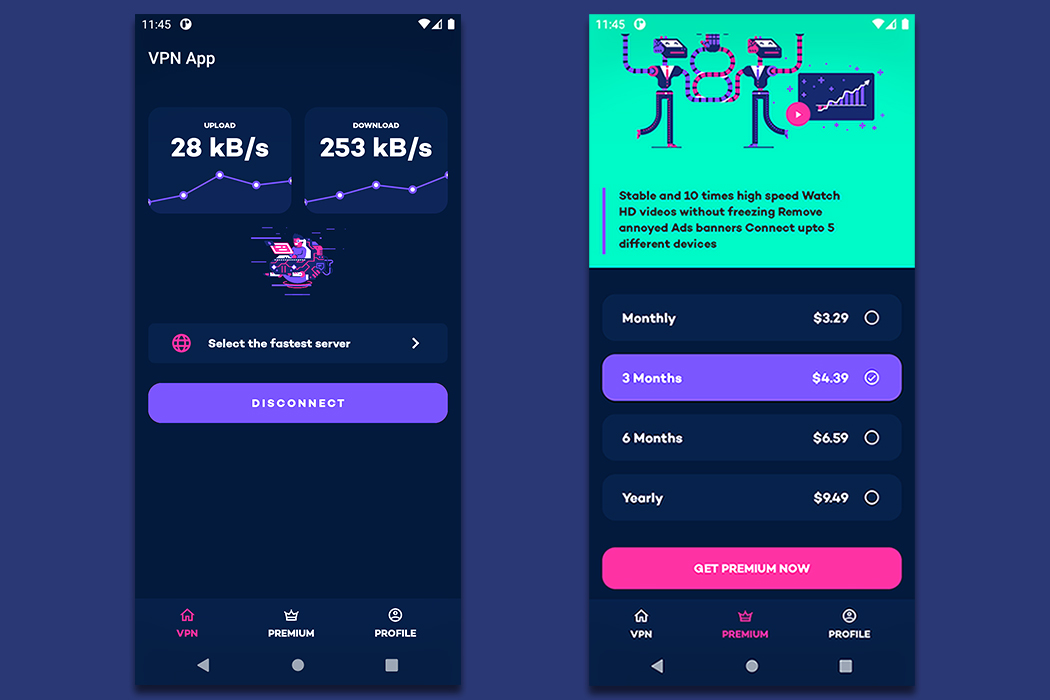 11:45
VPN App
UPLOAD
28 kB/s
DOWNLOAD
253 kB/s
Select the fastest server
DISCONNECT
VPN
PREMIUM
PROFILE
11:45
Stable and 10 times high speed Watch
HD videos without freezing Remove
annoyed Ads banners Connect upto 5
different devices
Monthly $3.29
3 Months $4.39
6 Months $6.59
Yearly $9.49
GET PREMIUM NOW
VPN
PREMIUM
PROFILE